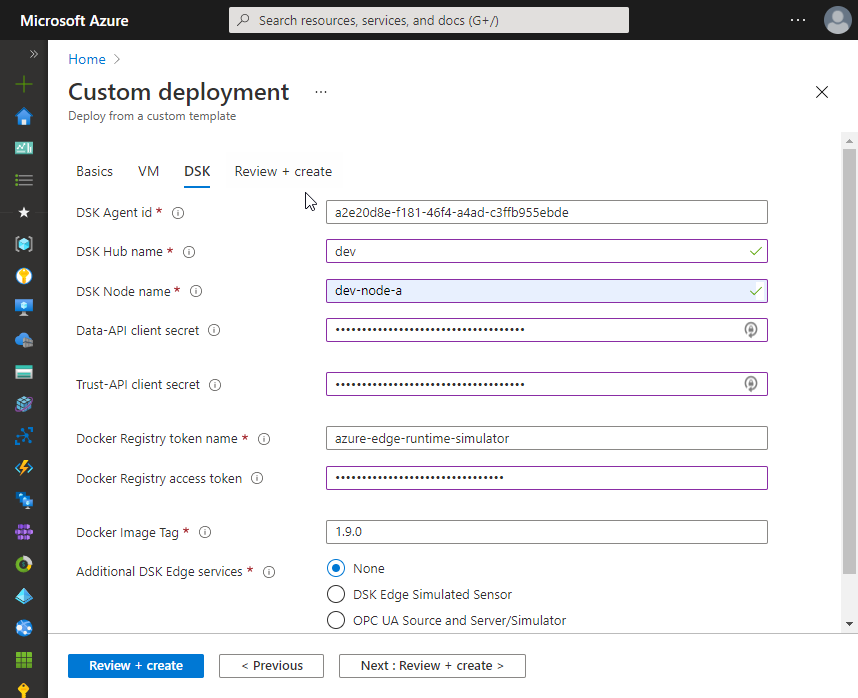 Microsoft Azure
Search resources, services, and docs (G+/)
Home
Custom deployment
Deploy from a custom template
Basics VM DSK Review + create
DSK Agent id * a2e20d8e-f181-46f4-a4ad-c3ffb955ebde
DSK Hub name * dev
DSK Node name * dev-node-a
Data-API client secret
Trust-API client secret
Docker Registry token name * azure-edge-runtime-simulator
Docker Registry access token
Docker Image Tag * 1.9.0
Additional DSK Edge services * None
DSK Edge Simulated Sensor
OPC UA Source and Server/Simulator
Review + create < Previous Next : Review + create >